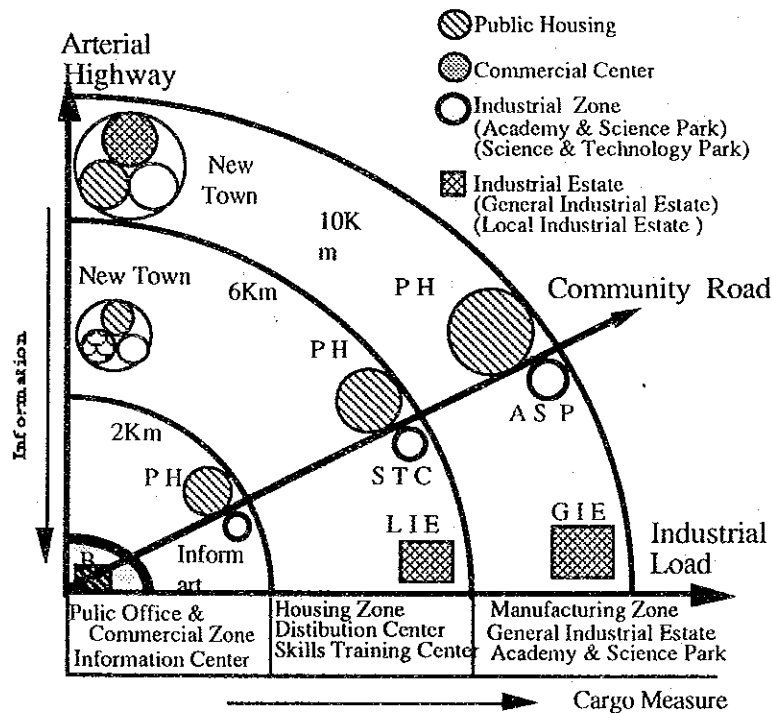 Arterial
Highway
Public Housing
Commercial Center
Industrial Zone
(Academy & Science Park)
(Science & Technology Park)
Industrial Estate
(General Industrial Estate)
(Local Industrial Estate )
New
Town
10K
m
New Town
6Km
P H
Community Road
P H
A S P
Information
2Km
P H
S T C
L I E
G I E
Industrial
Load
B
Inform
art
Pulic Office &
Commercial Zone
Information Center
Housing Zone
Distibution Center
Skills Training Center
Manufacturing Zone
General Industrial Estate
Academy & Science Park
Cargo Measure